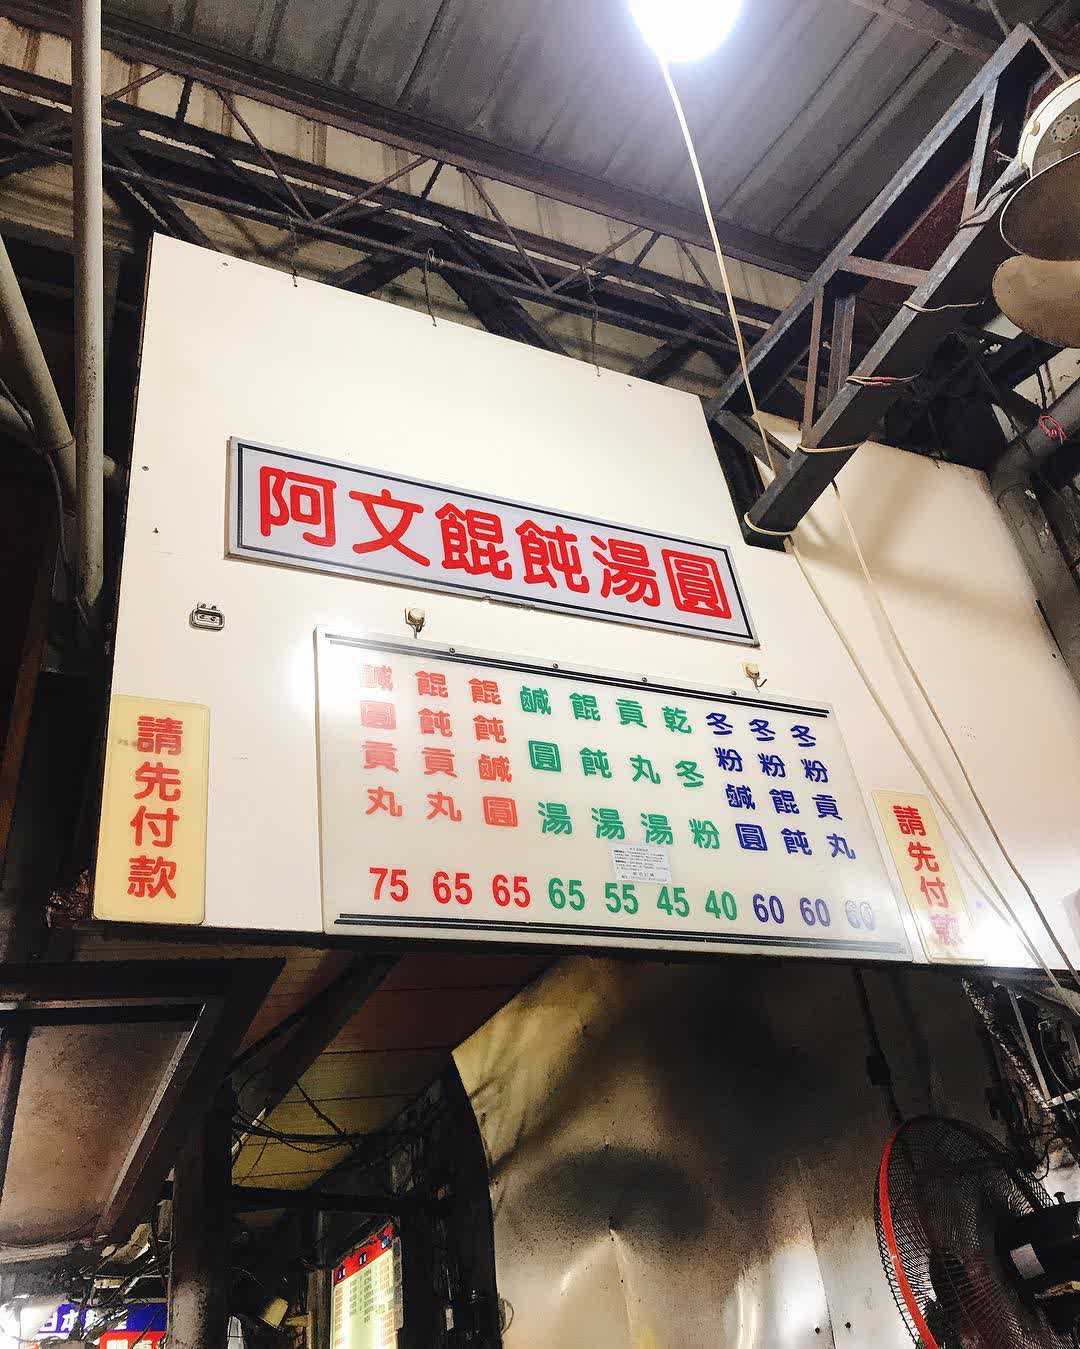 阿文餛飩湯圓
鹹圓貢丸 75
餛飩貢丸 65
餛飩鹹圓 65
鹹圓湯 65
餛飩湯 55
貢丸湯 45
乾冬粉 40
冬粉鹹圓 60
冬粉餛飩 60
冬粉貢丸 60
請先付款
請先付款